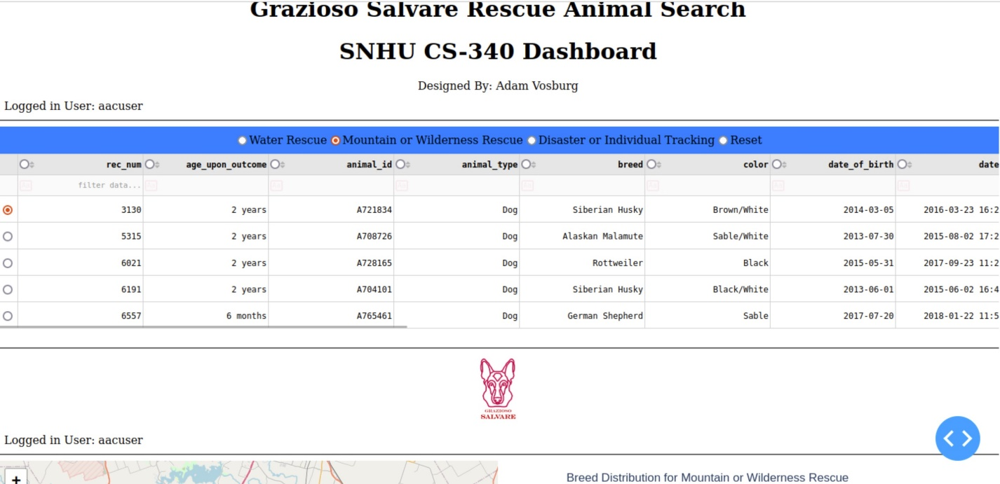 Grazioso Salvare Rescue Animal Search
SNHU CS-340 Dashboard
Designed By: Adam Vosburg
Logged in User: aacuser
Water Rescue Mountain or Wilderness Rescue Disaster or Individual Tracking Reset
rec_num age_upon_outcome animal_id animal_type breed color date_of_birth date
filter data...
3130 2 years A721834 Dog Siberian Husky Brown/White 2014-03-05 2016-03-23 16:2
5315 2 years A708726 Dog Alaskan Malamute Sable/White 2013-07-30 2015-08-02 17:2
6021 2 years A728165 Dog Rottweiler Black 2015-05-31 2017-09-23 11:2
6191 2 years A704101 Dog Siberian Husky Black/White 2013-06-01 2015-06-02 16:4
6557 6 months A765461 Dog German Shepherd Sable 2017-07-20 2018-01-22 11:5
GRAZIOSO
SALVARE
Logged in User: aacuser
+
Breed Distribution for Mountain or Wilderness Rescue